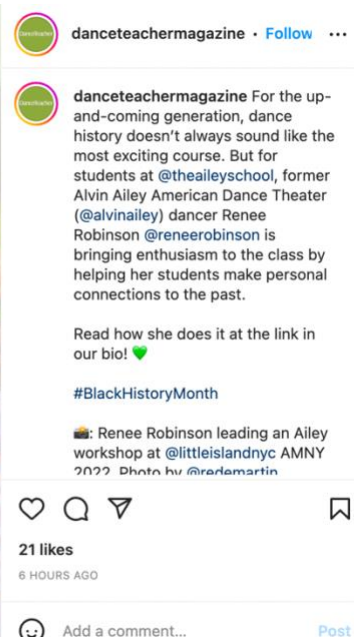 danceteachermagazine • Follow ...
danceteachermagazine For the up-
and-coming generation, dance
history doesn't always sound like the
most exciting course. But for
students at @theaileyschool, former
Alvin Ailey American Dance Theater
(@alvinailey) dancer Renee
Robinson @reneerobinson is
bringing enthusiasm to the class by
helping her students make personal
connections to the past.
Read how she does it at the link in
our bio! 💚
#BlackHistoryMonth
📸: Renee Robinson leading an Ailey
workshop at @littleislandnyc AMNY
2022. Photo by @redemartin
21 likes
6 HOURS AGO
Add a comment...
Post